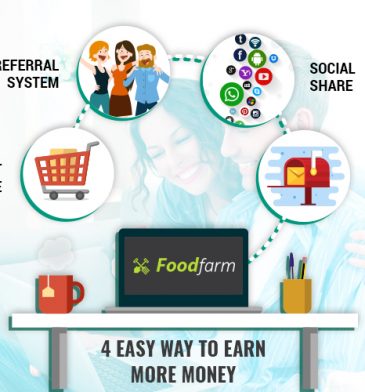 REFERRAL
SYSTEM
SOCIAL
SHARE
Foodfarm
4 EASY WAY TO EARN
MORE MONEY